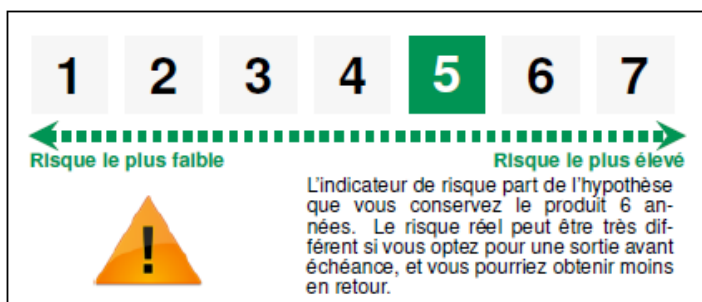 1 2 3 4 5 6 7
Risque le plus faible Risque le plus élevé
L'indicateur de risque part de l'hypothèse
que vous conservez le produit 6 an-
nées. Le risque réel peut être très dif-
férent si vous optez pour une sortie avant
échéance, et vous pourriez obtenir moins
en retour.
!